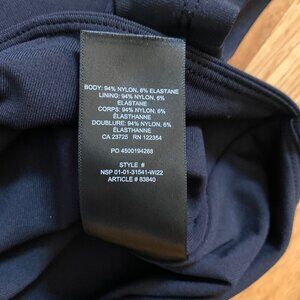 BODY: 94% NYLON, 6% ELASTANE
LINING: 94% NYLON, 6%
ELASTANE
CORPS: 94% NYLON, 6%
ÉLASTHANNE
DOUBLURE: 94% NYLON, 6%
ÉLASTHANNE
CA 23725 RN 122354
PO 4500194268
STYLE #
NSP 01-01-31541-WI22
ARTICLE # 83840